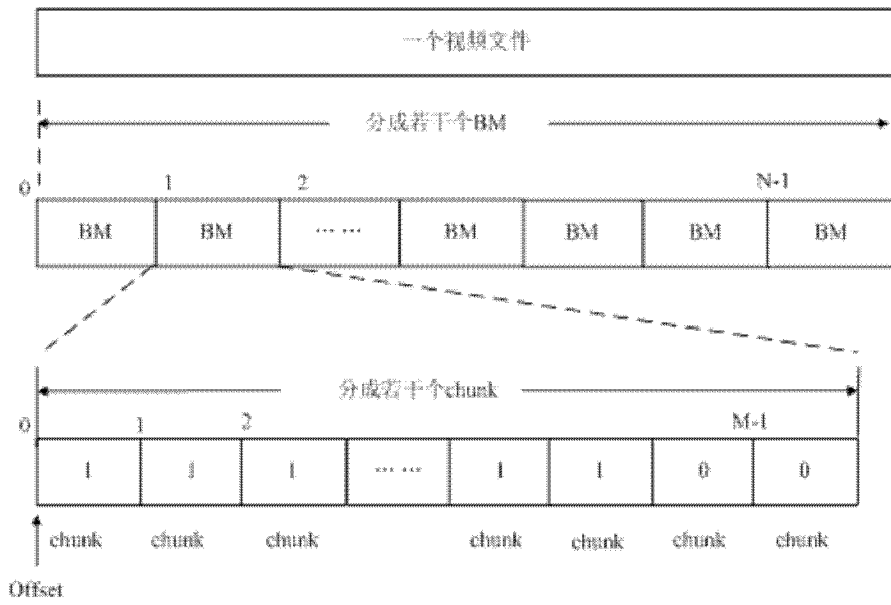 一个视频文件
分成若干个BM
0 1 2 N-1
BM BM …… BM BM BM BM
分成若干个chunk
0 1 2 M-1
1 1 1 …… 1 1 0 0
chunk chunk chunk chunk chunk chunk chunk
Offset